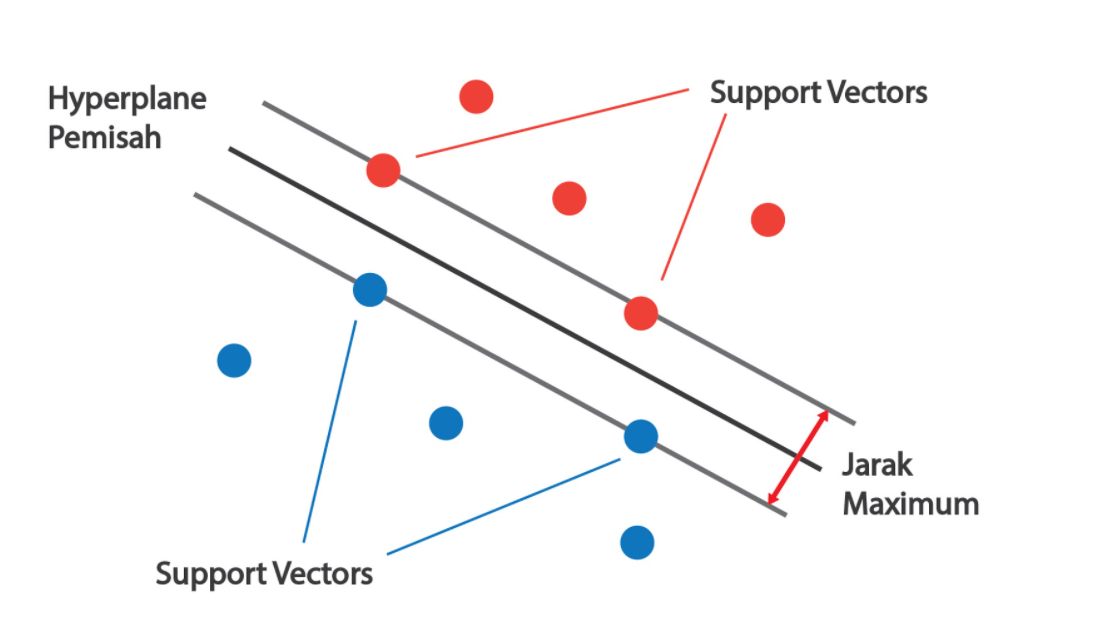 Hyperplane
Pemisah
Support Vectors
Jarak
Maximum
Support Vectors